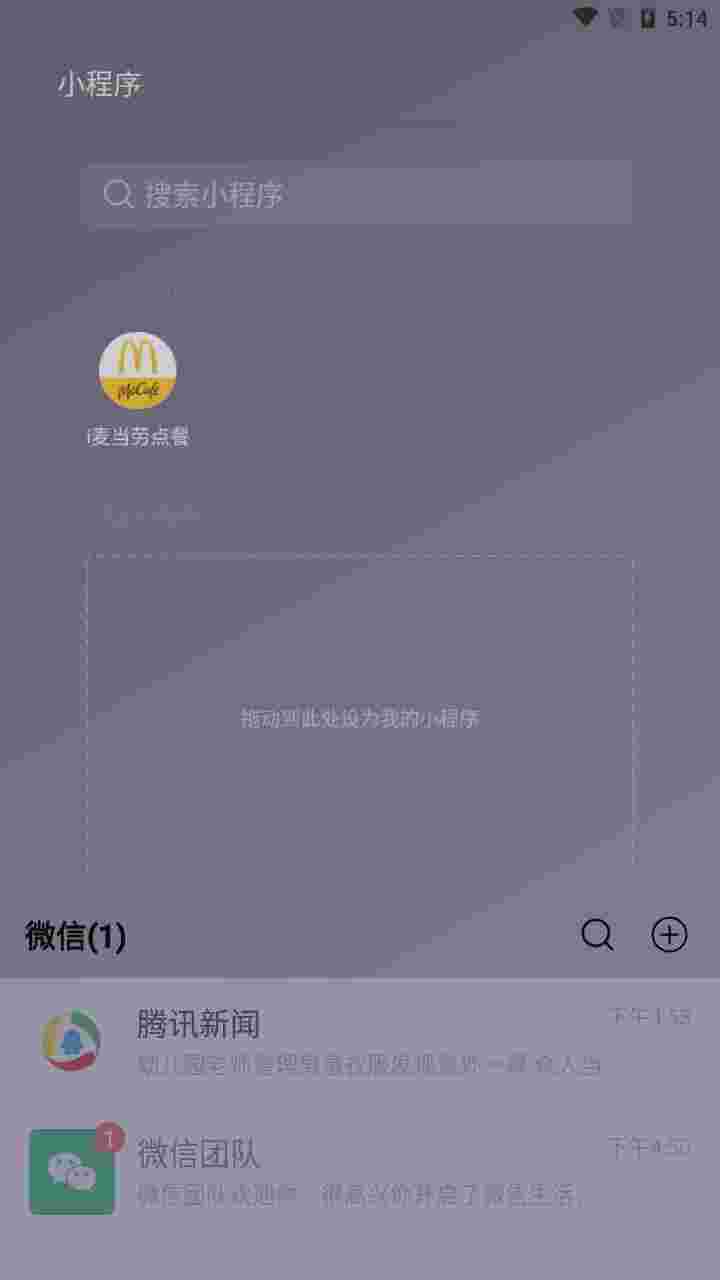 5:14
小程序
搜索小程序
McCafé
i麦当劳点餐
拖动到此处设为我的小程序
微信(1)
腾讯新闻
下午1:53
1
微信团队
下午4:50
微信团队欢迎你
很高兴你开启了微信生活